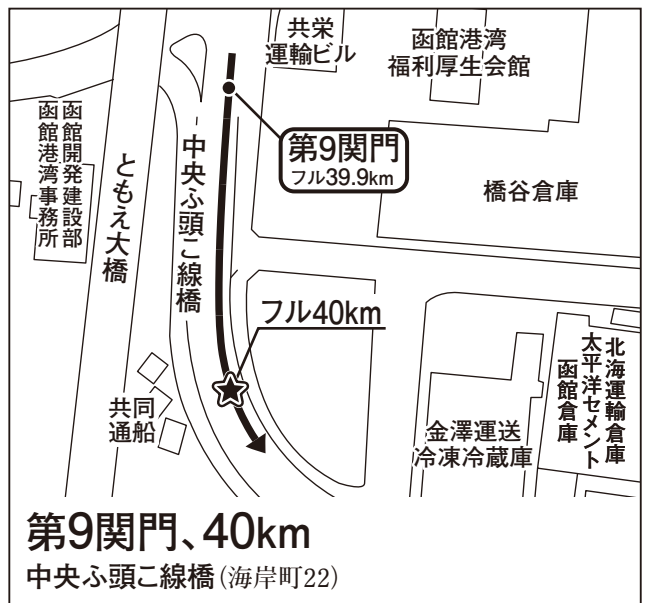 共栄
運輸ビル
函館港湾
福利厚生会館
函館開発建設部
函館港湾事務所
ともえ大橋
中央ふ頭こ線橋
第9関門
フル39.9km
橋谷倉庫
フル40km
共同
通船
金澤運送
冷凍冷蔵庫
北海運輸倉庫
太平洋セメント
函館倉庫
第9関門、40km
中央ふ頭こ線橋(海岸町22)